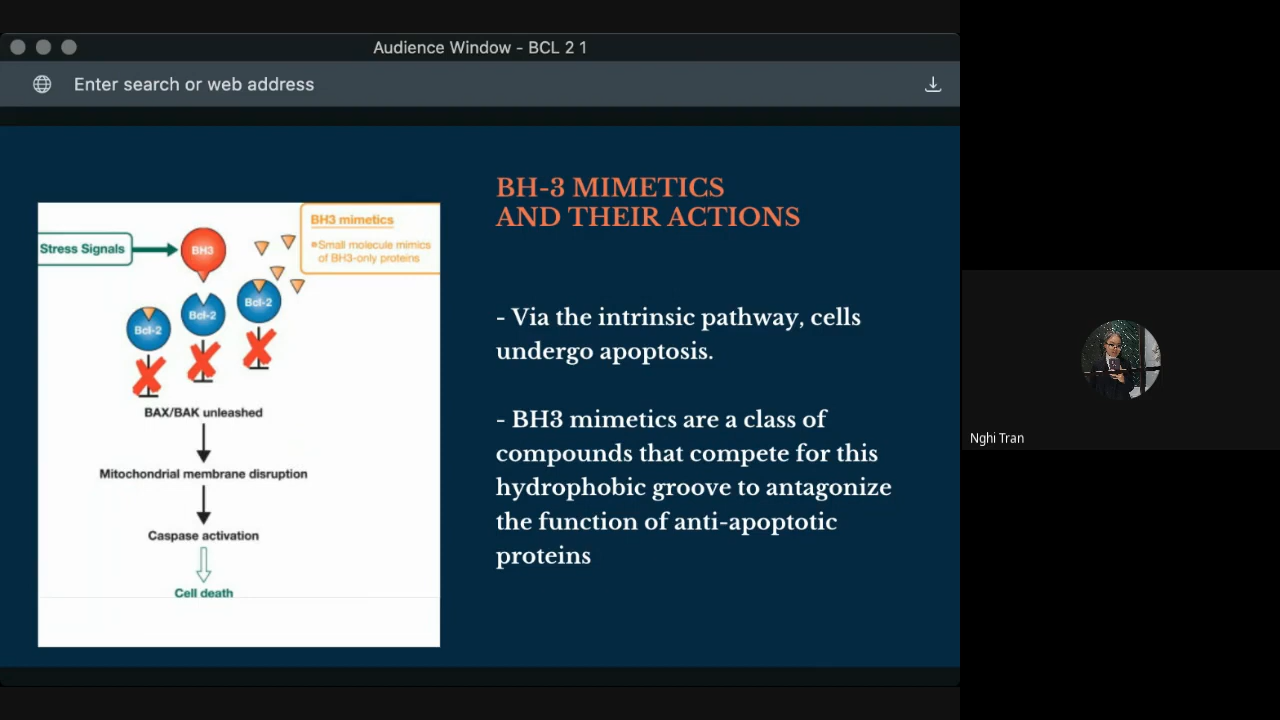 Audience Window - BCL 2 1
Enter search or web address
BH-3 MIMETICS
AND THEIR ACTIONS
BH3 mimetics
Small molecule mimics
of BH3-only proteins
Stress Signals
BH3
Bcl-2
Bcl-2
Bcl-2
BAX/BAK unleashed
Mitochondrial membrane disruption
Caspase activation
Cell death
- Via the intrinsic pathway, cells
undergo apoptosis.
- BH3 mimetics are a class of
compounds that compete for this
hydrophobic groove to antagonize
the function of anti-apoptotic
proteins
Nghi Tran